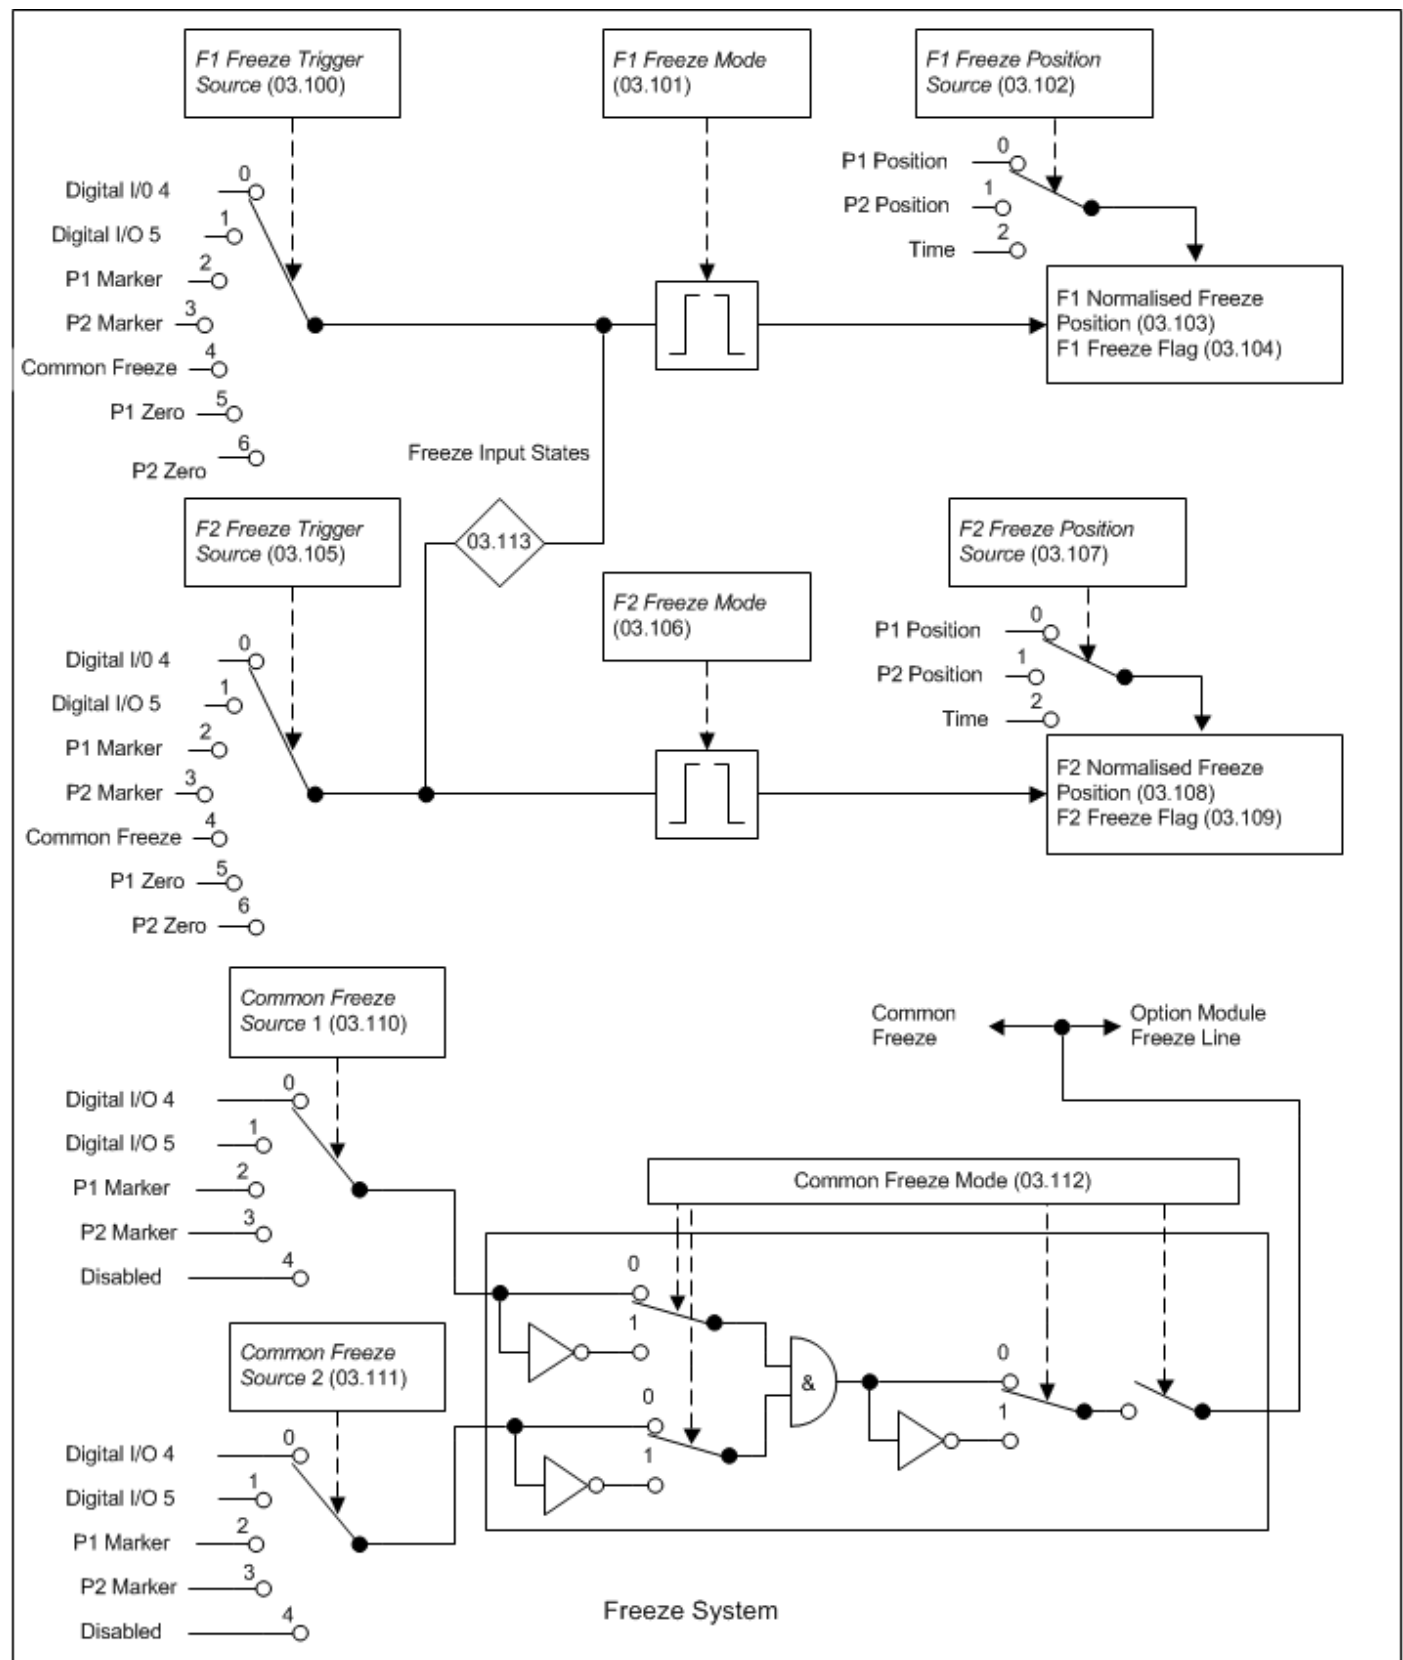 F1 Freeze Trigger
Source (03.100)
F1 Freeze Mode
(03.101)
F1 Freeze Position
Source (03.102)
0
Digital I/0 4
1
Digital I/O 5
2
P1 Marker
3
P2 Marker
4
Common Freeze
5
P1 Zero
6
P2 Zero
0
P1 Position
1
P2 Position
2
Time
F1 Normalised Freeze
Position (03.103)
F1 Freeze Flag (03.104)
Freeze Input States
03.113
F2 Freeze Trigger
Source (03.105)
F2 Freeze Mode
(03.106)
F2 Freeze Position
Source (03.107)
0
Digital I/0 4
1
Digital I/O 5
2
P1 Marker
3
P2 Marker
4
Common Freeze
5
P1 Zero
6
P2 Zero
0
P1 Position
1
P2 Position
2
Time
F2 Normalised Freeze
Position (03.108)
F2 Freeze Flag (03.109)
Common Freeze
Source 1 (03.110)
0
Digital I/O 4
1
Digital I/O 5
2
P1 Marker
3
P2 Marker
4
Disabled
Common
Freeze
Option Module
Freeze Line
Common Freeze Mode (03.112)
0
1
0
1
&
0
1
Common Freeze
Source 2 (03.111)
0
Digital I/O 4
1
Digital I/O 5
2
P1 Marker
3
P2 Marker
4
Disabled
Freeze System